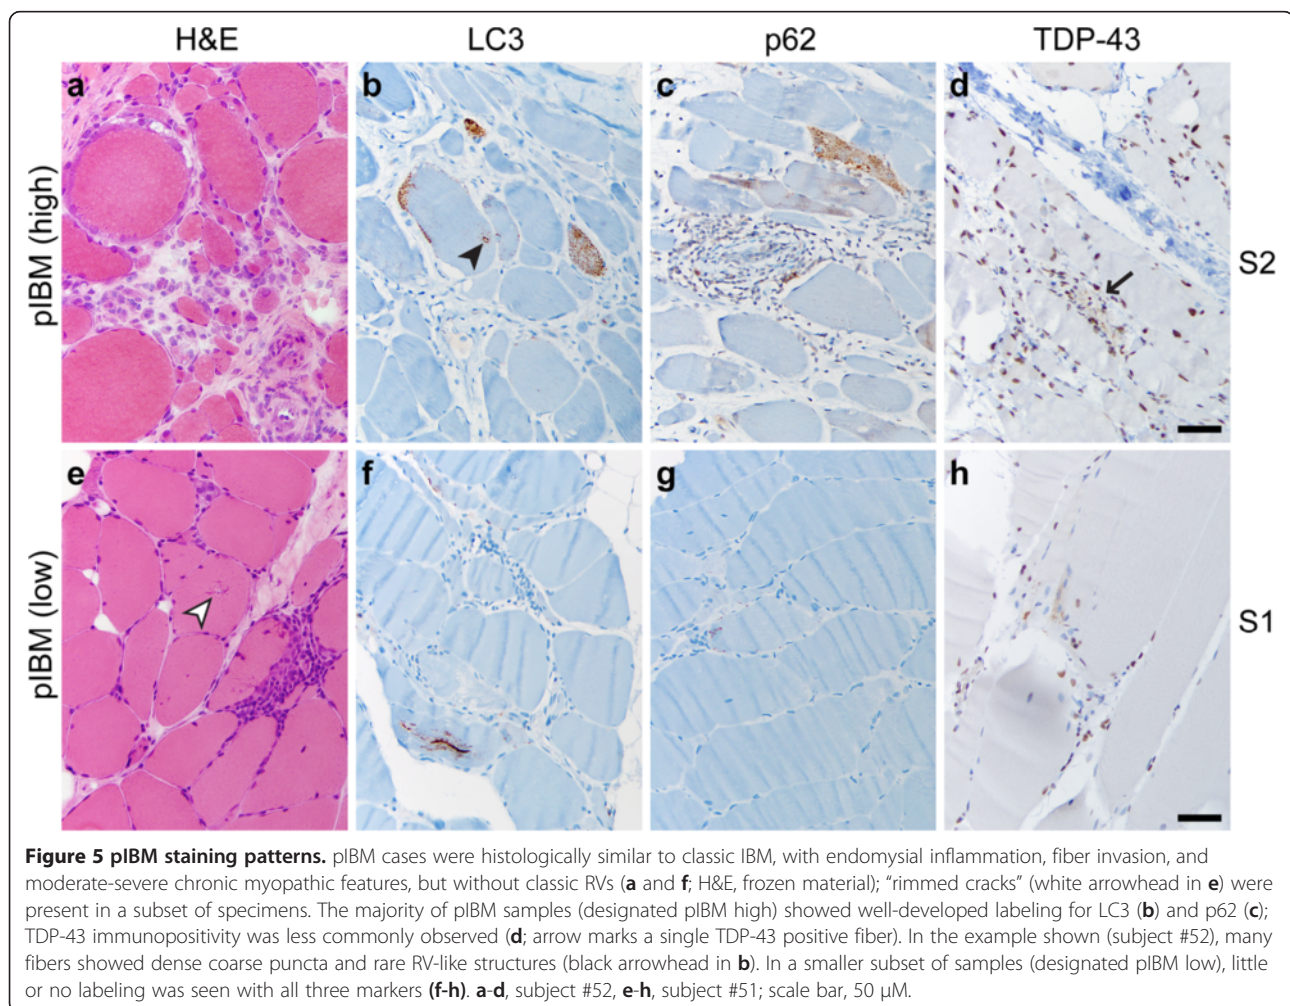 H&E LC3 p62 TDP-43
a b c d
pIBM (high)
S2
e f g h
pIBM (low)
S1
Figure 5 pIBM staining patterns. pIBM cases were histologically similar to classic IBM, with endomysial inflammation, fiber invasion, and
moderate-severe chronic myopathic features, but without classic RVs (a and f; H&E, frozen material); “rimmed cracks” (white arrowhead in e) were
present in a subset of specimens. The majority of pIBM samples (designated pIBM high) showed well-developed labeling for LC3 (b) and p62 (c);
TDP-43 immunopositivity was less commonly observed (d; arrow marks a single TDP-43 positive fiber). In the example shown (subject #52), many
fibers showed dense coarse puncta and rare RV-like structures (black arrowhead in b). In a smaller subset of samples (designated pIBM low), little
or no labeling was seen with all three markers (f-h). a-d, subject #52, e-h, subject #51; scale bar, 50 μM.